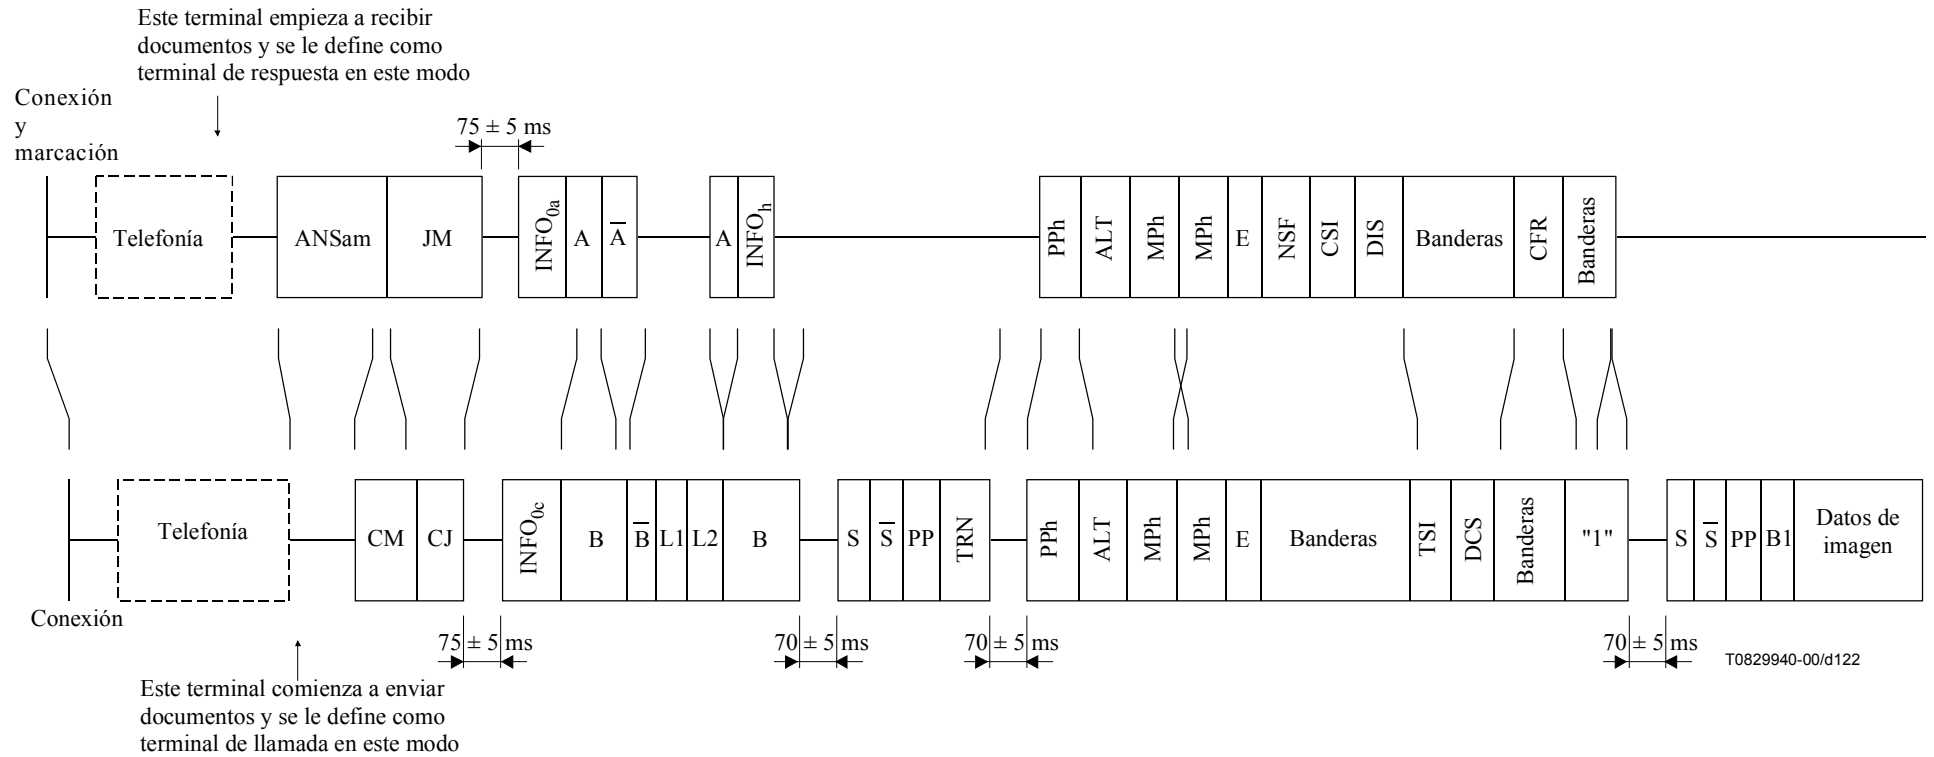 Este terminal empieza a recibir
documentos y se le define como
terminal de respuesta en este modo
Conexión
y
marcación
75 ± 5 ms
Telefonía
ANSam
JM
INFO0a
A
A̅
A
INFOh
PPh
ALT
MPh
MPh
E
NSF
CSI
DIS
Banderas
CFR
Banderas
Telefonía
CM
CJ
INFO0c
B
B̅
L1
L2
B
S
S̅
PP
TRN
PPh
ALT
MPh
MPh
E
Banderas
TSI
DCS
Banderas
"1"
S
S̅
PP
B1
Datos de
imagen
Conexión
75 ± 5 ms
70 ± 5 ms
70 ± 5 ms
70 ± 5 ms
T0829940-00/d122
Este terminal comienza a enviar
documentos y se le define como
terminal de llamada en este modo